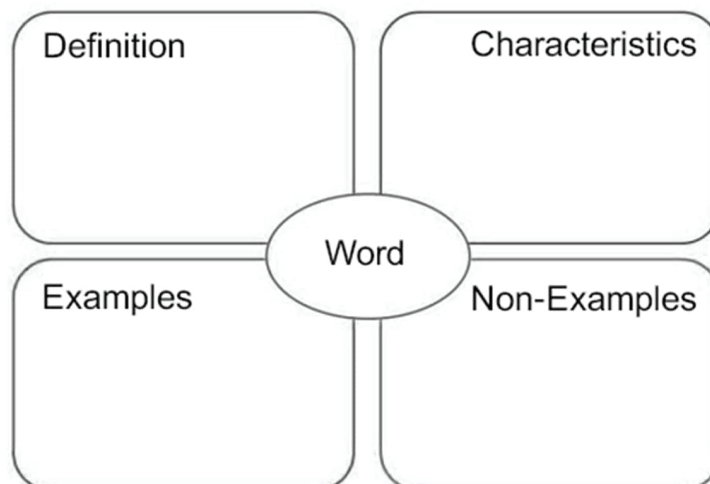 Definition
Characteristics
Word
Examples
Non-Examples